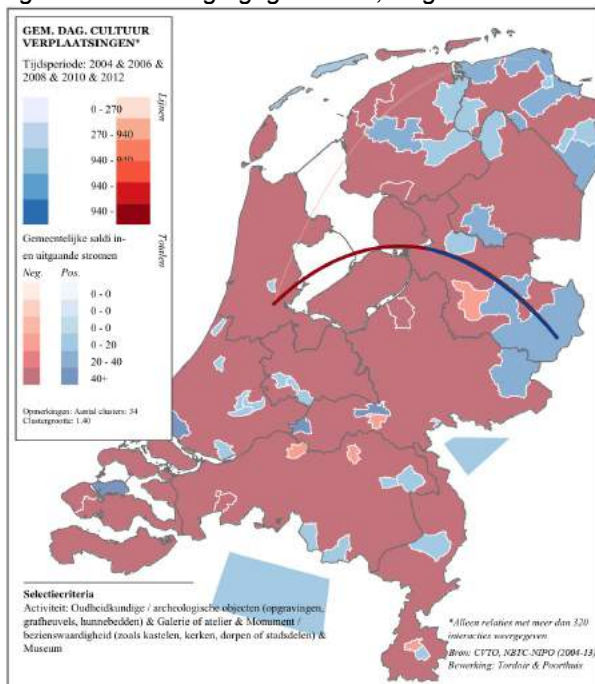 GEM. DAG. CULTUUR
VERPLAATSINGEN*
Tijdsperiode: 2004 & 2006 &
2008 & 2010 & 2012
Lijnen
0 - 270
270 - 940
940 - 940
940 -
940 -
Gemeentelijke saldi in-
en uitgaande stromen
Totalen
Neg. Pos.
0 - 0
0 - 0
0 - 20
20 - 40
40+
Opmerkingen: Aantal clusters: 34
Clustergrootte: 1.40
Selectiecriteria
Activiteit: Oudheidkundige / archeologische objecten (opgravingen,
grafheuvels, hunnebedden) & Galerie of atelier & Monument /
bezienswaardigheid (zoals kastelen, kerken, dorpen of stadsdelen) &
Museum
*Alleen relaties met meer dan 320
interacties weergegeven
Bron: CVTO, NBTC-NIPO (2004-13)
Bewerking: Tordoir & Poorthuis